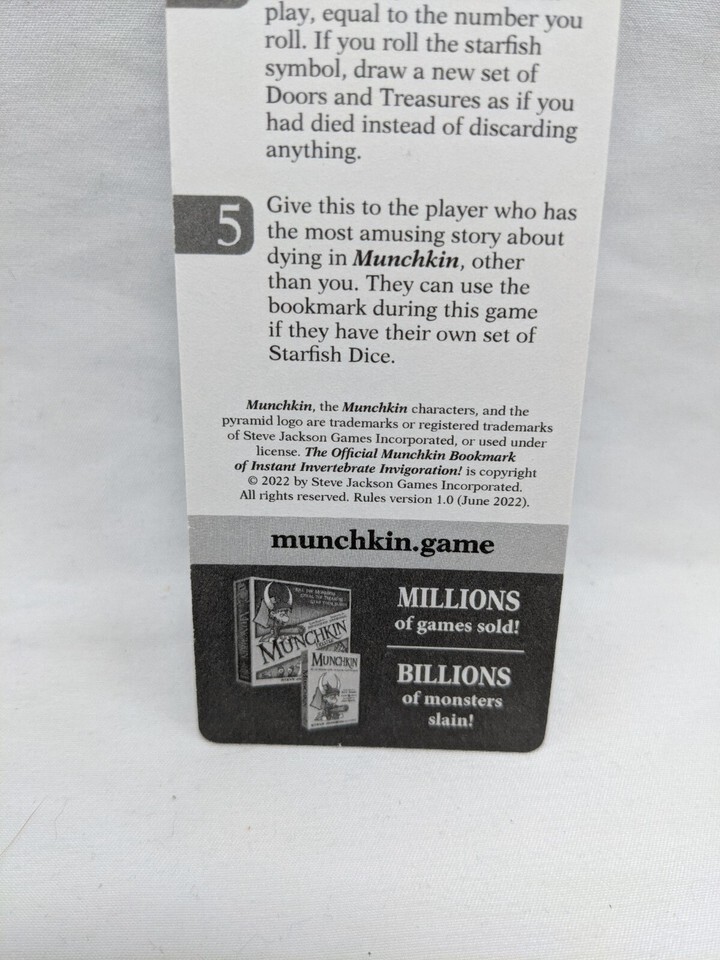 play, equal to the number you
roll. If you roll the starfish
symbol, draw a new set of
Doors and Treasures as if you
had died instead of discarding
anything.
5
Give this to the player who has
the most amusing story about
dying in Munchkin, other
than you. They can use the
bookmark during this game
if they have their own set of
Starfish Dice.
Munchkin, the Munchkin characters, and the
pyramid logo are trademarks or registered trademarks
of Steve Jackson Games Incorporated, or used under
license. The Official Munchkin Bookmark
of Instant Invertebrate Invigoration! is copyright
© 2022 by Steve Jackson Games Incorporated.
All rights reserved. Rules version 1.0 (June 2022).
munchkin.game
MUNCHKIN
MUNCHKIN
MILLIONS
of games sold!
BILLIONS
of monsters
slain!